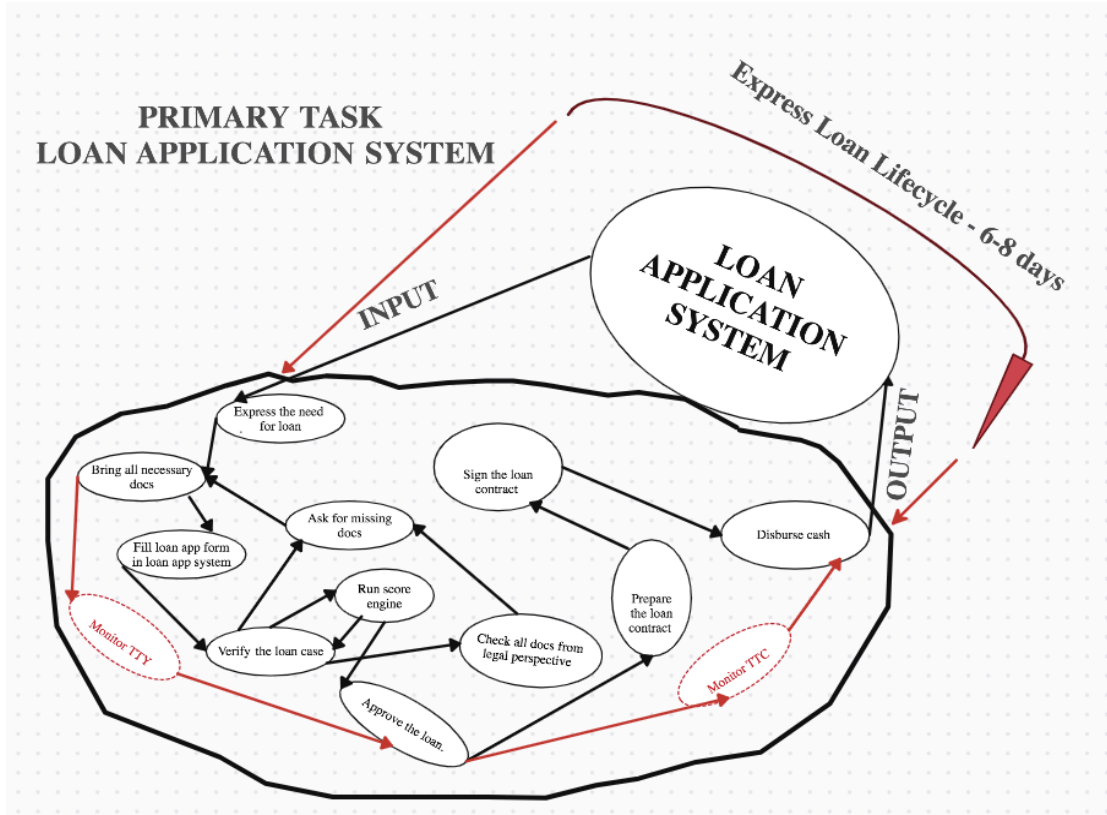 PRIMARY TASK
LOAN APPLICATION SYSTEM
Express Loan Lifecycle - 6-8 days
LOAN
APPLICATION
SYSTEM
INPUT
OUTPUT
Express the need
for loan
Bring all necessary
docs
Sign the loan
contract
Ask for missing
docs
Disburse cash
Fill loan app form
in loan app system
Run score
engine
Prepare
the loan
contract
Monitor TTY
Verify the loan case
Check all docs from
legal perspective
Monitor TTC
Approve the loan.